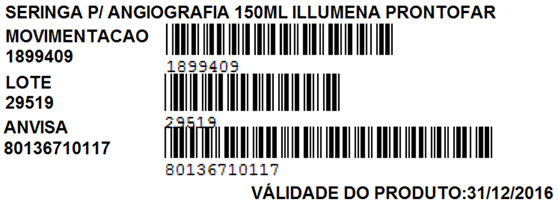 SERINGA P/ ANGIOGRAFIA 150ML ILLUMENA PRONTOFAR
MOVIMENTACAO
1899409
1899409
LOTE
29519
29519
ANVISA
80136710117
80136710117
VÁLIDADE DO PRODUTO:31/12/2016